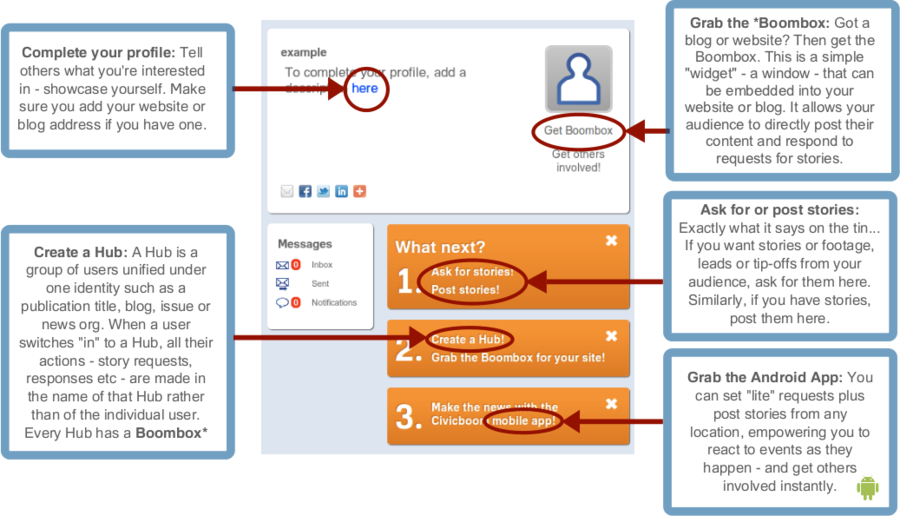 Complete your profile: Tell
others what you're interested
in - showcase yourself. Make
sure you add your website or
blog address if you have one.
Create a Hub: A Hub is a
group of users unified under
one identity such as a
publication title, blog, issue or
news org. When a user
switches "in" to a Hub, all their
actions - story requests,
responses etc - are made in
the name of that Hub rather
than of the individual user.
Every Hub has a Boombox*
example
To complete your profile, add a
description here
Get Boombox
Get others
involved!
Messages
0 Inbox
Sent
0 Notifications
What next?
1. Ask for stories!
Post stories!
2. Create a Hub!
Grab the Boombox for your site!
3. Make the news with the
Civicboom mobile app!
Grab the *Boombox: Got a
blog or website? Then get the
Boombox. This is a simple
"widget" - a window - that can
be embedded into your
website or blog. It allows your
audience to directly post their
content and respond to
requests for stories.
Ask for or post stories:
Exactly what it says on the tin...
If you want stories or footage,
leads or tip-offs from your
audience, ask for them here.
Similarly, if you have stories,
post them here.
Grab the Android App: You
can set "lite" requests plus
post stories from any
location, empowering you to
react to events as they
happen - and get others
involved instantly.